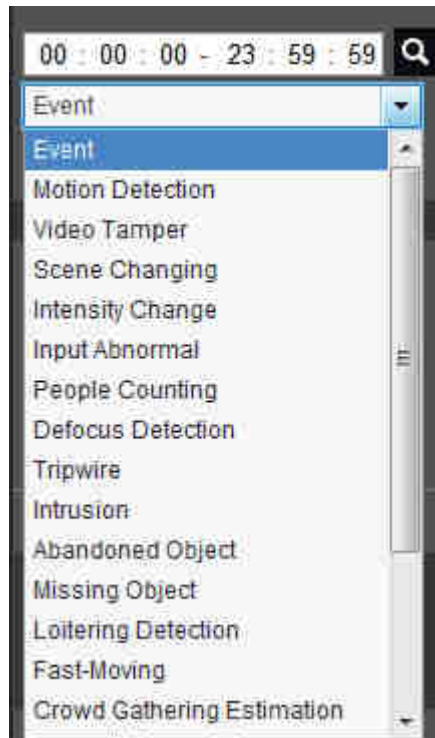 00 : 00 : 00 - 23 : 59 : 59
Event
Event
Motion Detection
Video Tamper
Scene Changing
Intensity Change
Input Abnormal
People Counting
Defocus Detection
Tripwire
Intrusion
Abandoned Object
Missing Object
Loitering Detection
Fast-Moving
Crowd Gathering Estimation